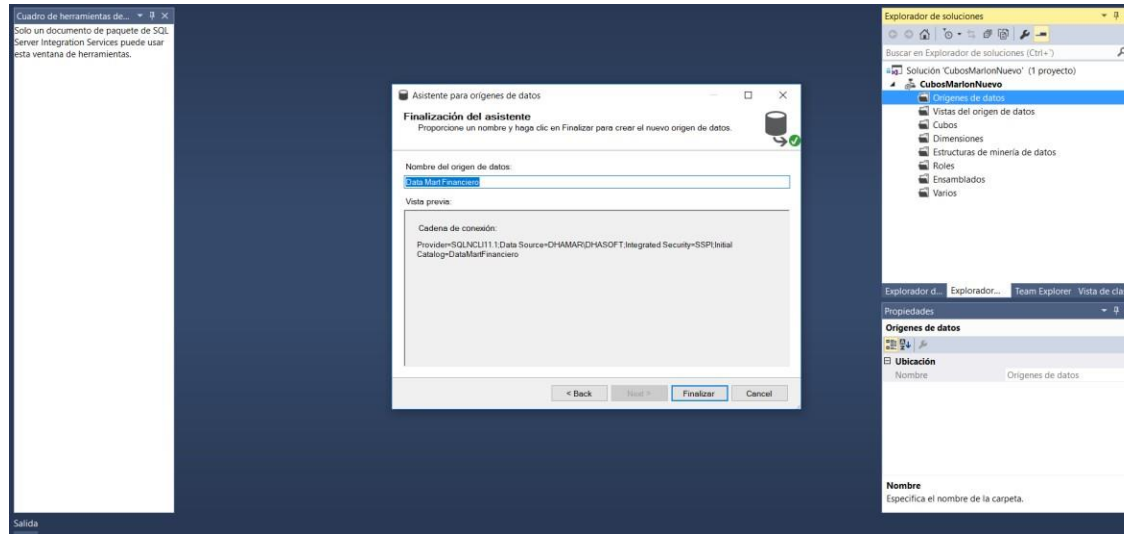 Cuadro de herramientas de...
Solo un documento de paquete de SQL
Server Integration Services puede usar
esta ventana de herramientas.
Asistente para orígenes de datos
Finalización del asistente
Proporcione un nombre y haga clic en Finalizar para crear el nuevo origen de datos.
Nombre del origen de datos:
Data Mart Financiero
Vista previa:
Cadena de conexión:
Provider=SQLNCLI11.1;Data Source=DHAMAR\DHASOFT;Integrated Security=SSPI;Initial
Catalog=DataMartFinanciero
< Back
Next >
Finalizar
Cancel
Explorador de soluciones
Buscar en Explorador de soluciones (Ctrl+')
Solución 'CubosMarlonNuevo' (1 proyecto)
CubosMarlonNuevo
Orígenes de datos
Vistas del origen de datos
Cubos
Dimensiones
Estructuras de minería de datos
Roles
Ensamblados
Varios
Explorador d... Explorador... Team Explorer Vista de cla
Propiedades
Orígenes de datos
Ubicación
Nombre Orígenes de datos
Nombre
Especifica el nombre de la carpeta.
Salida